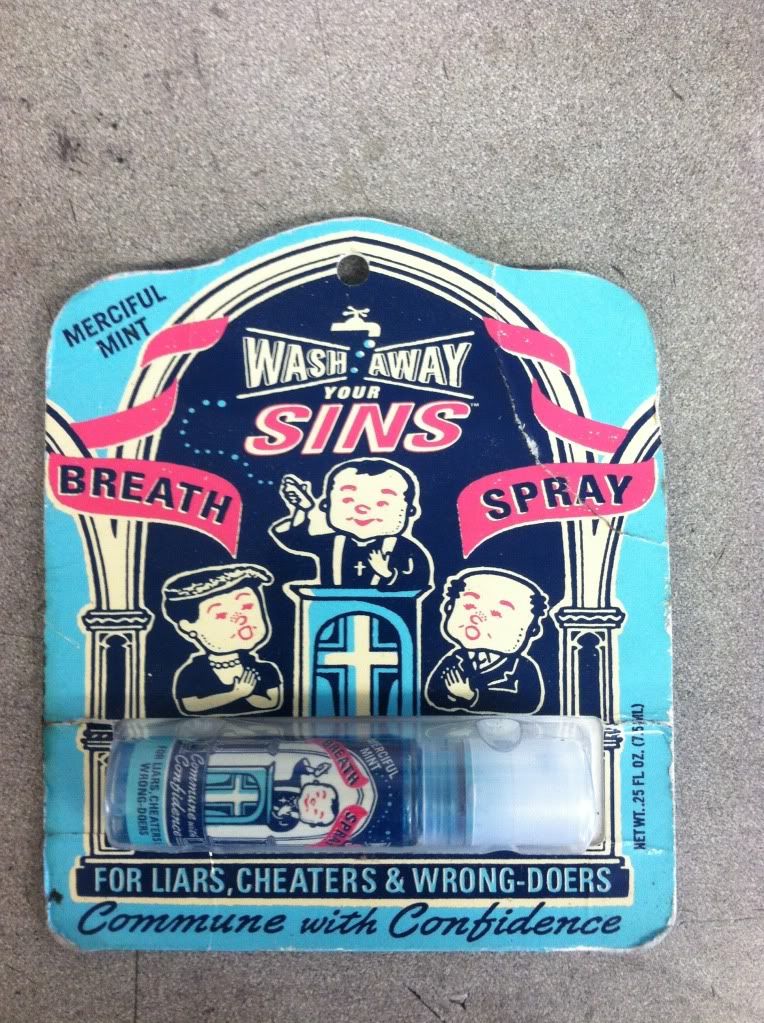 MERCIFUL
MINT
WASH AWAY
YOUR
SINS™
BREATH SPRAY
NET WT. .25 FL OZ. (7.5 ML)
MERCIFUL
MINT
BREATH
SPRAY
Commune with
Confidence
FOR LIARS, CHEATERS
WRONG-DOERS
FOR LIARS, CHEATERS & WRONG-DOERS
Commune with Confidence